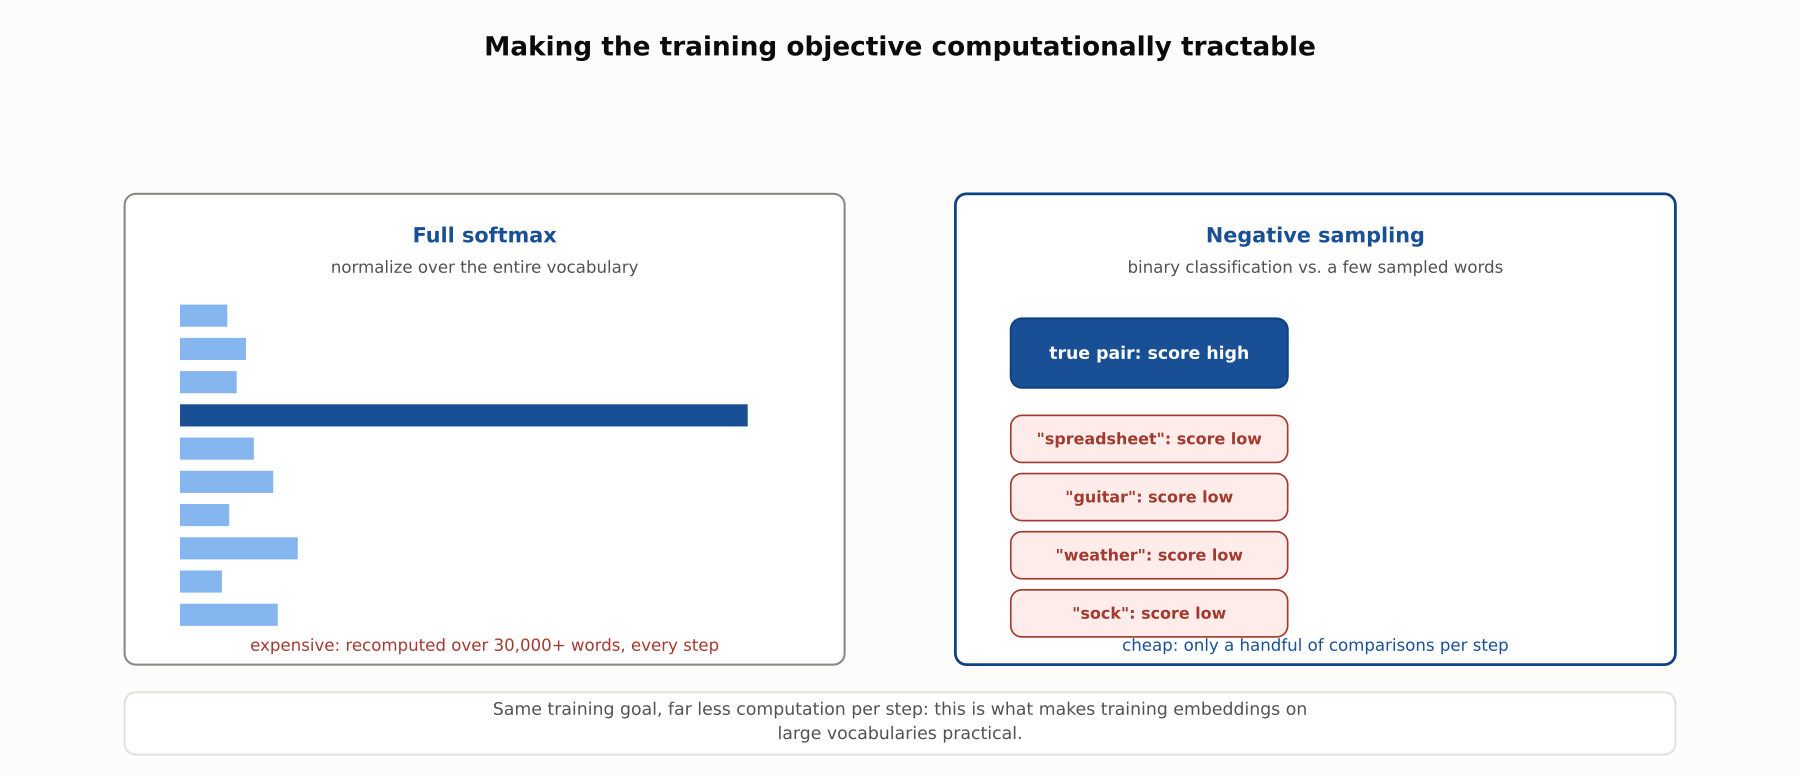 Making the training objective computationally tractable
Full softmax
normalize over the entire vocabulary
expensive: recomputed over 30,000+ words, every step
Negative sampling
binary classification vs. a few sampled words
true pair: score high
"spreadsheet": score low
"guitar": score low
"weather": score low
"sock": score low
cheap: only a handful of comparisons per step
Same training goal, far less computation per step: this is what makes training embeddings on
large vocabularies practical.